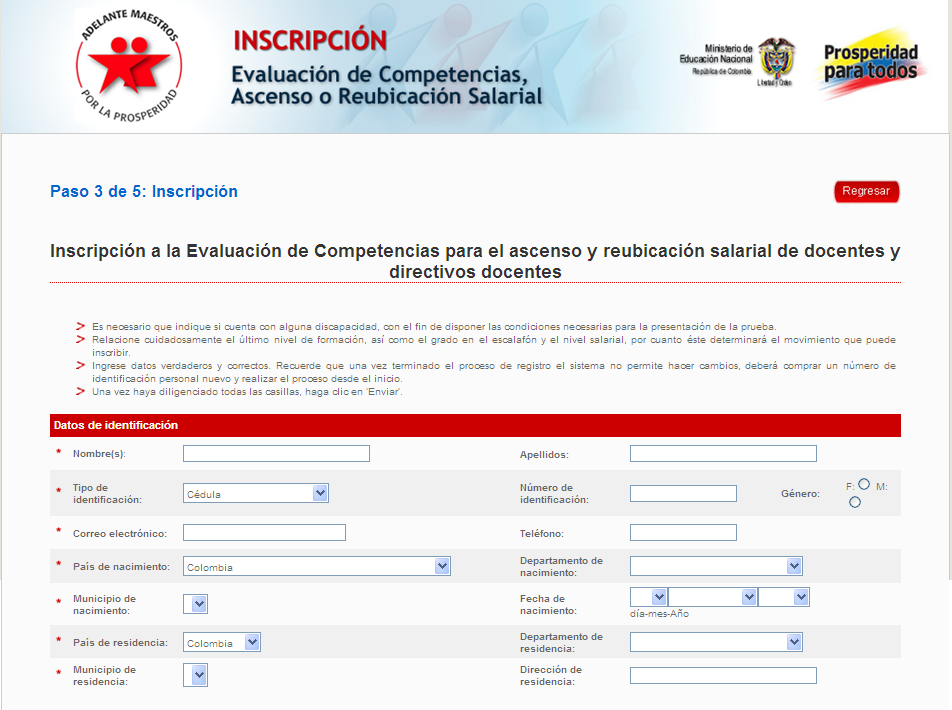 ADELANTE MAESTROS
POR LA PROSPERIDAD
INSCRIPCIÓN
Evaluación de Competencias,
Ascenso o Reubicación Salarial
Ministerio de
Educación Nacional
República de Colombia
Libertad y Orden
Prosperidad
para todos
Paso 3 de 5: Inscripción
Regresar
Inscripción a la Evaluación de Competencias para el ascenso y reubicación salarial de docentes y
directivos docentes
> Es necesario que indique si cuenta con alguna discapacidad, con el fin de disponer las condiciones necesarias para la presentación de la prueba.
> Relacione cuidadosamente el último nivel de formación, así como el grado en el escalafón y el nivel salarial, por cuanto éste determinará el movimiento que puede
inscribir.
> Ingrese datos verdaderos y correctos. Recuerde que una vez terminado el proceso de registro el sistema no permite hacer cambios, deberá comprar un número de
identificación personal nuevo y realizar el proceso desde el inicio.
> Una vez haya diligenciado todas las casillas, haga clic en 'Enviar'.
Datos de identificación
* Nombre(s): Apellidos:
* Tipo de
identificación: Cédula Número de
identificación: Género: F: M:
* Correo electrónico: Teléfono:
* País de nacimiento: Colombia Departamento de
nacimiento:
* Municipio de
nacimiento: Fecha de
nacimiento: día-mes-Año
* País de residencia: Colombia Departamento de
residencia:
* Municipio de
residencia: Dirección de
residencia: